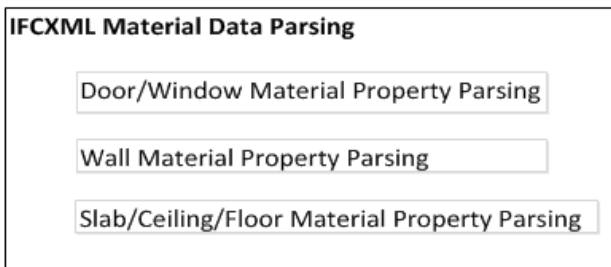 IFCXML Material Data Parsing
Door/Window Material Property Parsing
Wall Material Property Parsing
Slab/Ceiling/Floor Material Property Parsing